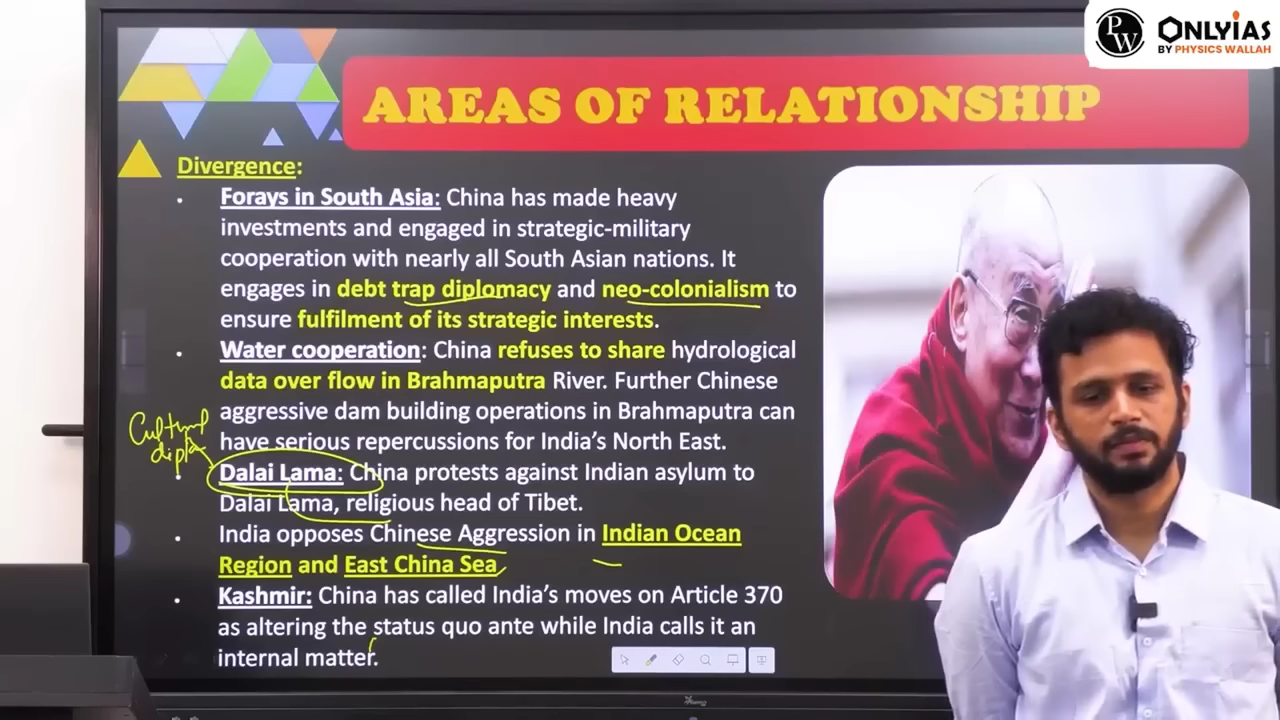 PW ONLYIAS
BY PHYSICS WALLAH
AREAS OF RELATIONSHIP
Divergence:
Forays in South Asia: China has made heavy
investments and engaged in strategic-military
cooperation with nearly all South Asian nations. It
engages in debt trap diplomacy and neo-colonialism to
ensure fulfilment of its strategic interests.
Water cooperation: China refuses to share hydrological
data over flow in Brahmaputra River. Further Chinese
aggressive dam building operations in Brahmaputra can
have serious repercussions for India's North East.
Cultural
dipl
Dalai Lama: China protests against Indian asylum to
Dalai Lama, religious head of Tibet.
India opposes Chinese Aggression in Indian Ocean
Region and East China Sea
Kashmir: China has called India's moves on Article 370
as altering the status quo ante while India calls it an
internal matter.